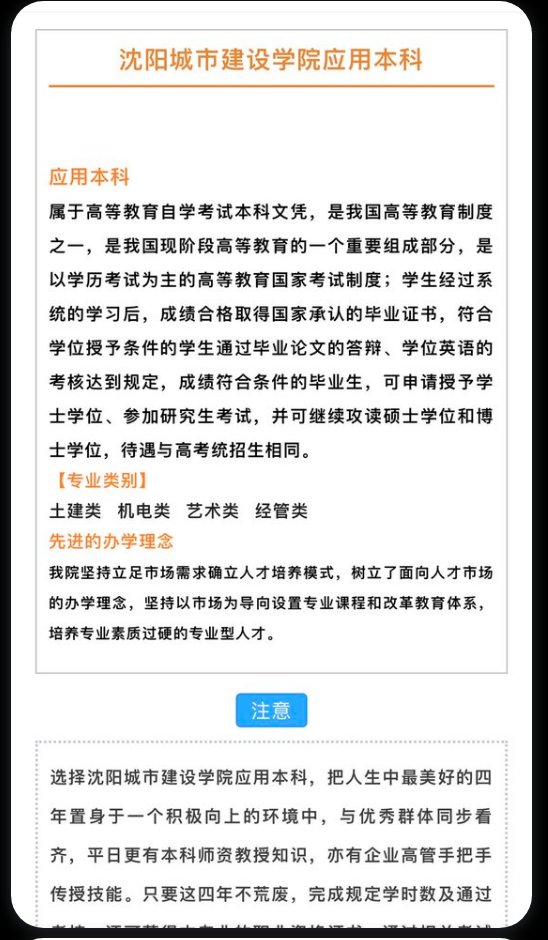 沈阳城市建设学院应用本科
应用本科
属于高等教育自学考试本科文凭，是我国高等教育制度
之一，是我国现阶段高等教育的一个重要组成部分，是
以学历考试为主的高等教育国家考试制度；学生经过系
统的学习后，成绩合格取得国家承认的毕业证书，符合
学位授予条件的学生通过毕业论文的答辩、学位英语的
考核达到规定，成绩符合条件的毕业生，可申请授予学
士学位、参加研究生考试，并可继续攻读硕士学位和博
士学位，待遇与高考统招生相同。
【专业类别】
土建类 机电类 艺术类 经管类
先进的办学理念
我院坚持立足市场需求确立人才培养模式，树立了面向人才市场
的办学理念，坚持以市场为导向设置专业课程和改革教育体系，
培养专业素质过硬的专业型人才。
注意
选择沈阳城市建设学院应用本科，把人生中最美好的四
年置身于一个积极向上的环境中，与优秀群体同步看
齐，平日更有本科师资教授知识，亦有企业高管手把手
传授技能。只要这四年不荒废，完成规定学时数及通过